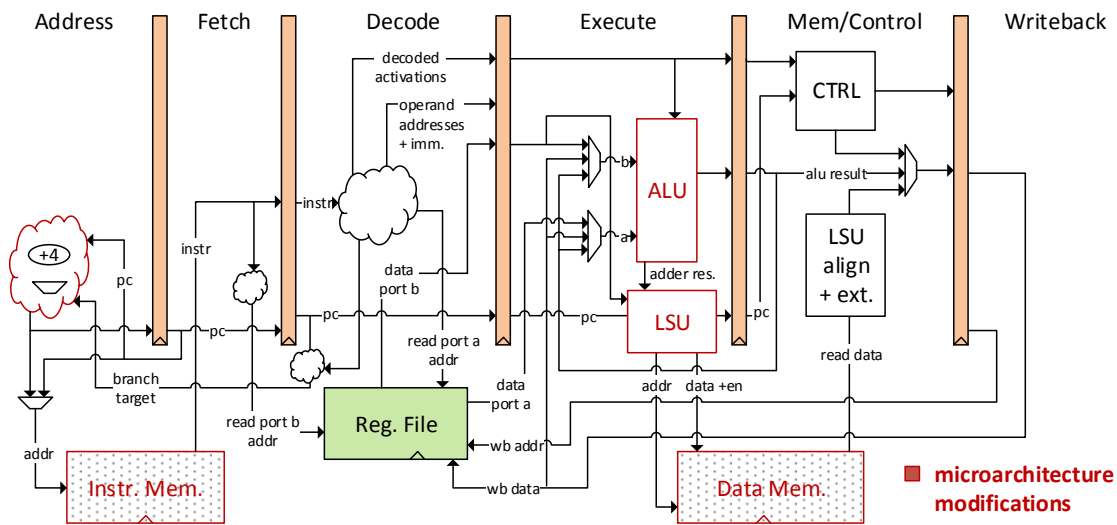 Address
Fetch
Decode
Execute
Mem/Control
Writeback
decoded
activations
operand
addresses
+ imm.
CTRL
b
ALU
alu result
instr
a
+4
instr
pc
data
port b
LSU
align
+ ext.
adder res.
pc
pc
pc
LSU
pc
read port a
addr
read data
branch
target
data
port a
addr
data +en
read port b
addr
Reg. File
wb addr
addr
wb data
Instr. Mem.
Data Mem.
microarchitecture
modifications